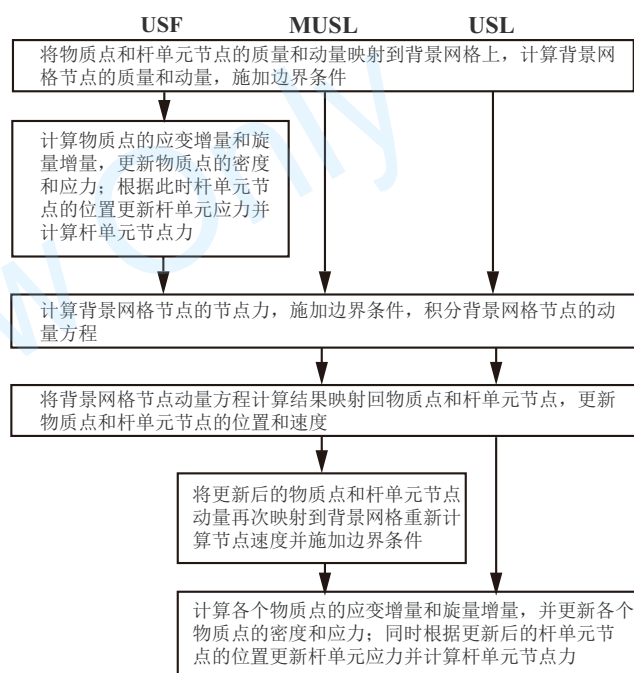 USF MUSL USL
将物质点和杆单元节点的质量和动量映射到背景网格上，计算背景网
格节点的质量和动量，施加边界条件
计算物质点的应变增量和旋
量增量，更新物质点的密度
和应力；根据此时杆单元节
点的位置更新杆单元应力并
计算杆单元节点力
计算背景网格节点的节点力，施加边界条件，积分背景网格节点的动
量方程
将背景网格节点动量方程计算结果映射回物质点和杆单元节点，更新
物质点和杆单元节点的位置和速度
将更新后的物质点和杆单元节点
动量再次映射到背景网格重新计
算节点速度并施加边界条件
计算各个物质点的应变增量和旋量增量，并更新各个
物质点的密度和应力；同时根据更新后的杆单元节
点的位置更新杆单元应力并计算杆单元节点力
w Only